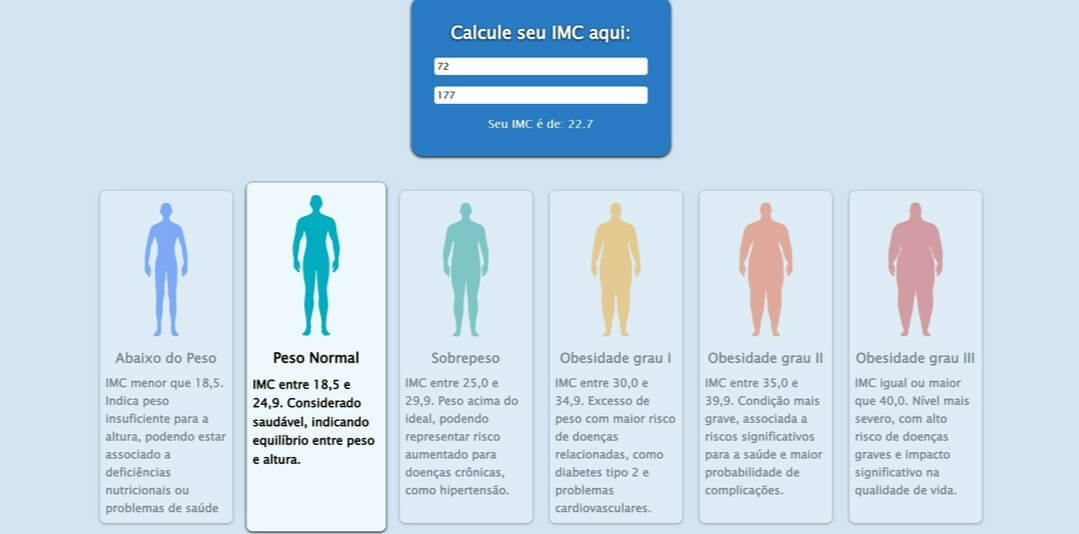 Calcule seu IMC aqui:
72
177
Seu IMC é de: 22.7
Abaixo do Peso
IMC menor que 18,5.
Indica peso
insuficiente para a
altura, podendo estar
associado a
deficiências
nutricionais ou
problemas de saúde
Peso Normal
IMC entre 18,5 e
24,9. Considerado
saudável, indicando
equilíbrio entre peso
e altura.
Sobrepeso
IMC entre 25,0 e
29,9. Peso acima do
ideal, podendo
representar risco
aumentado para
doenças crônicas,
como hipertensão.
Obesidade grau I
IMC entre 30,0 e
34,9. Excesso de
peso com maior risco
de doenças
relacionadas, como
diabetes tipo 2 e
problemas
cardiovasculares.
Obesidade grau II
IMC entre 35,0 e
39,9. Condição mais
grave, associada a
riscos significativos
para a saúde e maior
probabilidade de
complicações.
Obesidade grau III
IMC igual ou maior
que 40,0. Nível mais
severo, com alto
risco de doenças
graves e impacto
significativo na
qualidade de vida.